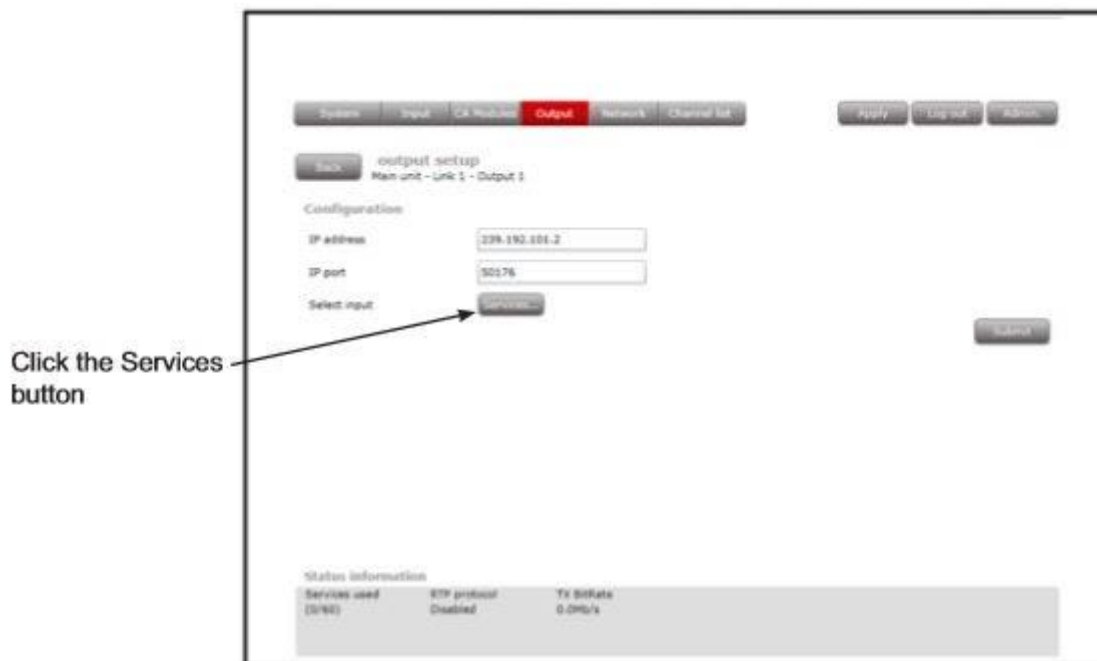 System Input CA Modules Output Network Channel list Apply Log out Admin
Back output setup
Main unit - Link 1 - Output 1
Configuration
IP address 239.192.101.2
IP port 50176
Select input Services...
Submit
Click the Services
button
Status information
Services used RTP protocol TX BitRate
(0/60) Disabled 0.0Mb/s